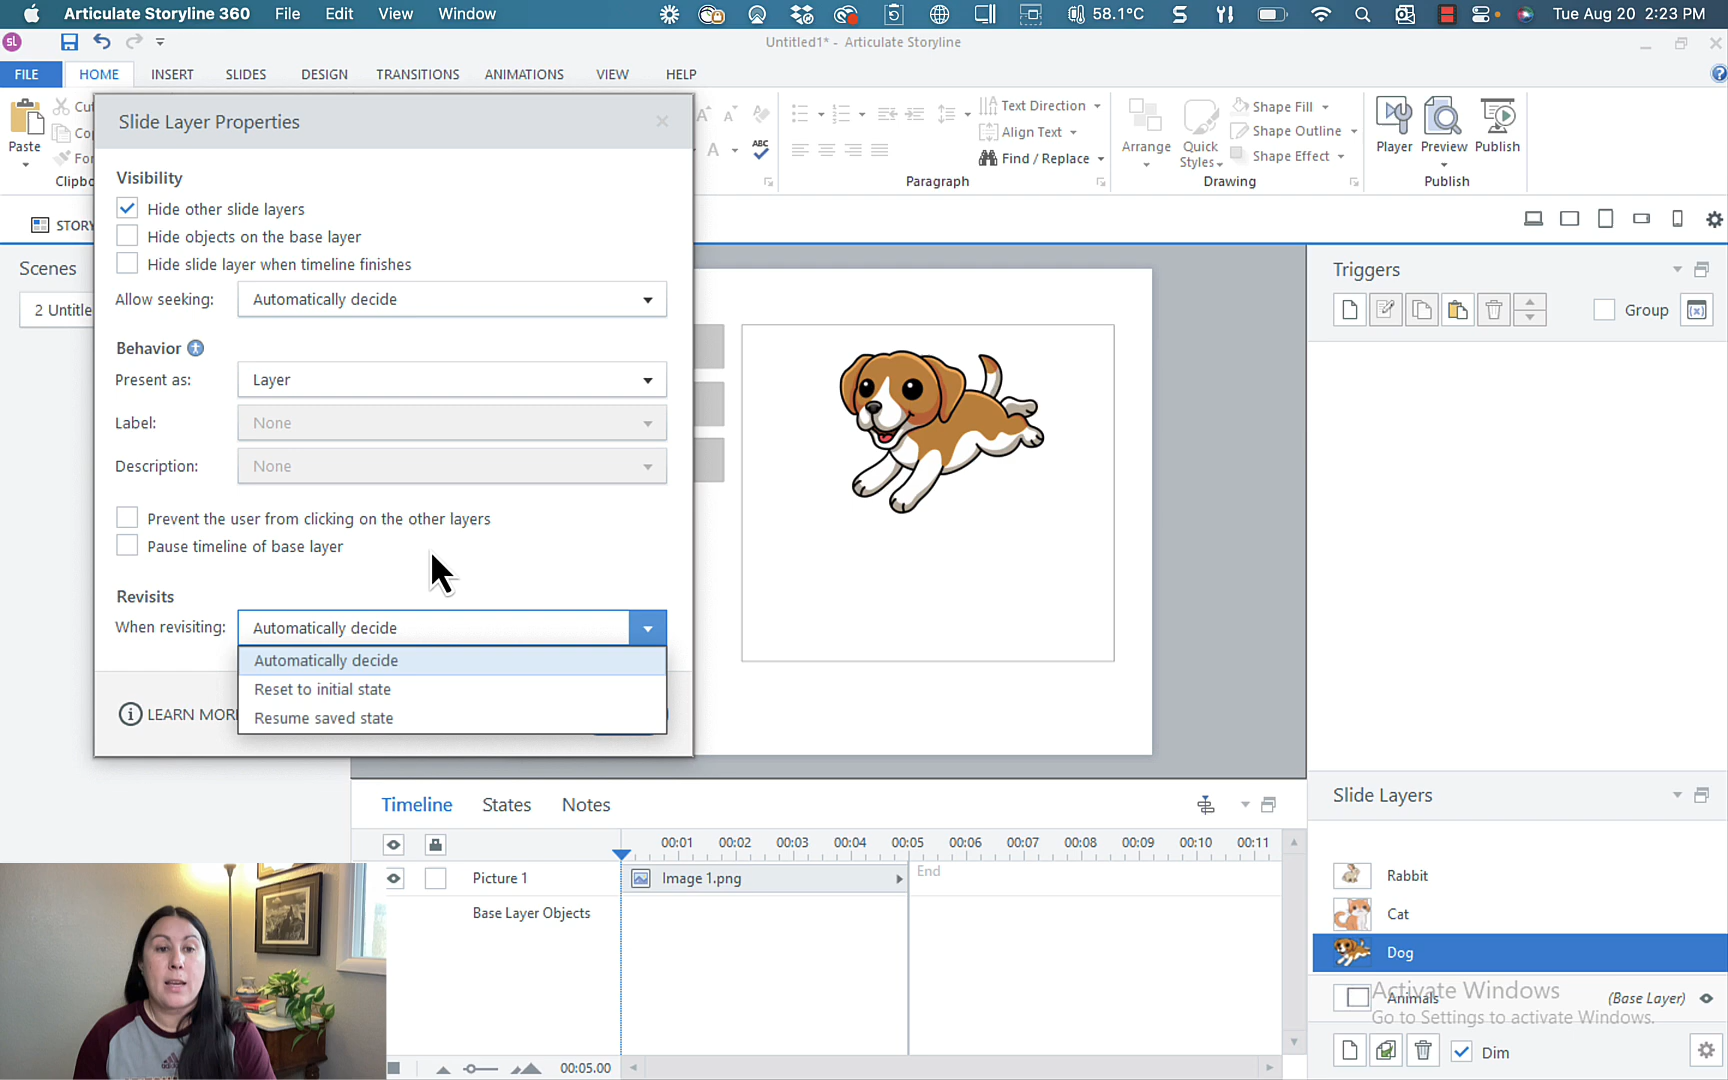 Articulate Storyline 360 File Edit View Window 58.1°C Tue Aug 20 2:23 PM
sl Untitled1* - Articulate Storyline
FILE HOME INSERT SLIDES DESIGN TRANSITIONS ANIMATIONS VIEW HELP
Paste
Clipbo
Text Direction
Align Text
Find / Replace
Paragraph
ABC
Arrange
Quick Styles
Shape Fill
Shape Outline
Shape Effect
Drawing
Player Preview Publish
Publish
STORY
Scenes
2 Untitle
Slide Layer Properties
Visibility
Hide other slide layers
Hide objects on the base layer
Hide slide layer when timeline finishes
Allow seeking: Automatically decide
Behavior
Present as: Layer
Label: None
Description: None
Prevent the user from clicking on the other layers
Pause timeline of base layer
Revisits
When revisiting: Automatically decide
Automatically decide
Reset to initial state
Resume saved state
LEARN MORE
Triggers
Group
(x)
Timeline States Notes
00:01 00:02 00:03 00:04 00:05 00:06 00:07 00:08 00:09 00:10 00:11
Picture 1 Image 1.png End
Base Layer Objects
00:05.00
Slide Layers
Rabbit
Cat
Dog
Animals (Base Layer)
Activate Windows
Go to Settings to activate Windows.
Dim